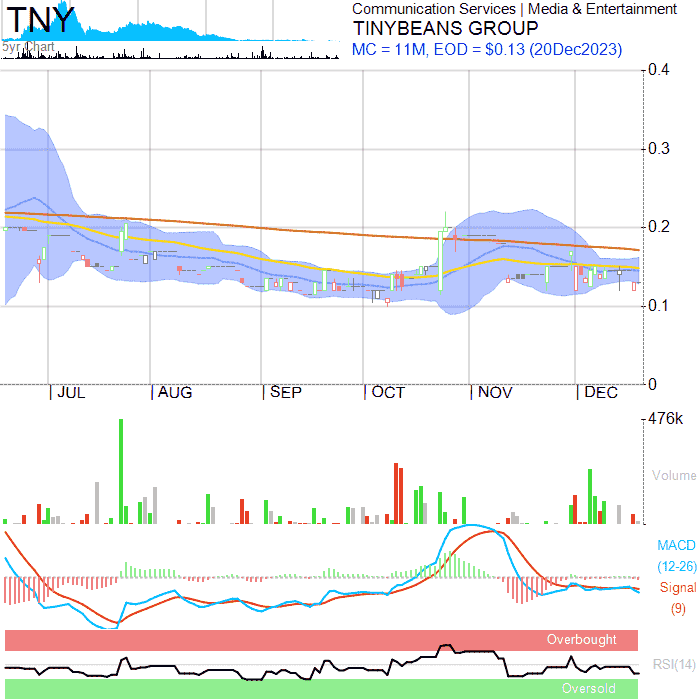 TNY
5yr Chart
Communication Services | Media & Entertainment
TINYBEANS GROUP
MC = 11M, EOD = $0.13 (20Dec2023)
0.4
0.3
0.2
0.1
0
JUL AUG SEP OCT NOV DEC
476k
Volume
MACD
(12-26)
Signal
(9)
Overbought
RSI(14)
Oversold